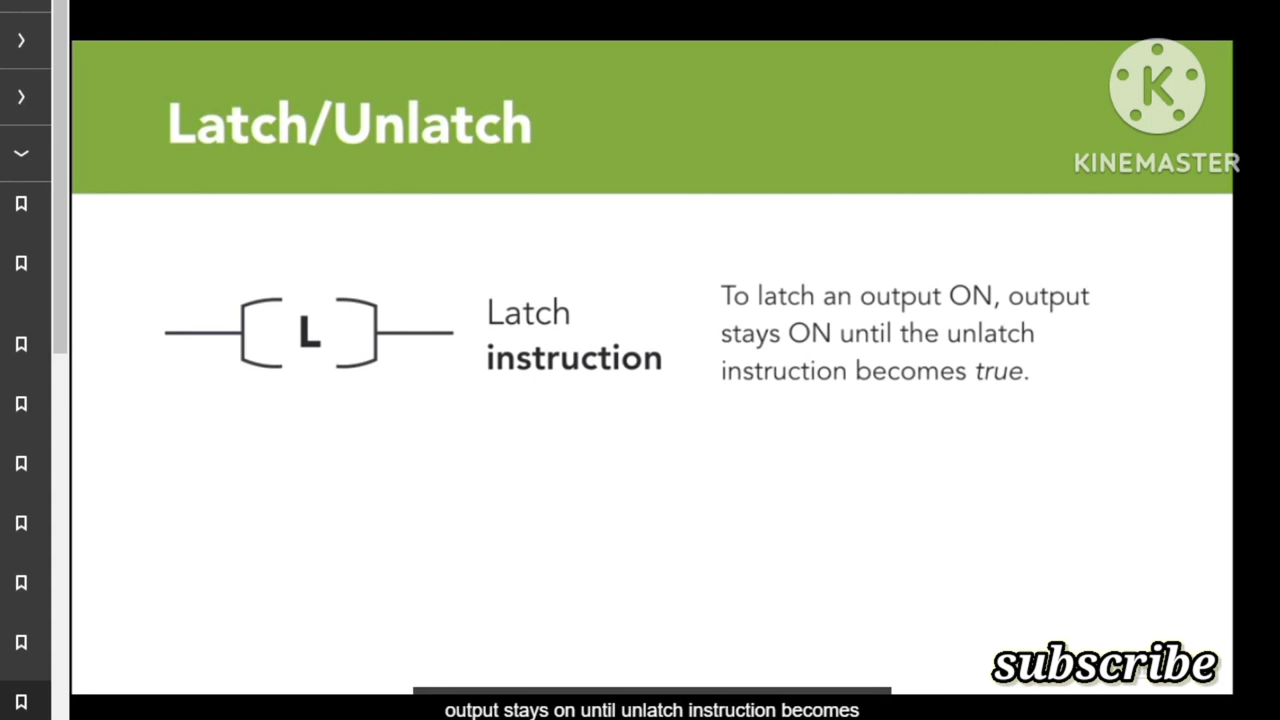 Latch/Unlatch
K
KINEMASTER
L
Latch
instruction
To latch an output ON, output
stays ON until the unlatch
instruction becomes true.
subscribe
output stays on until unlatch instruction becomes